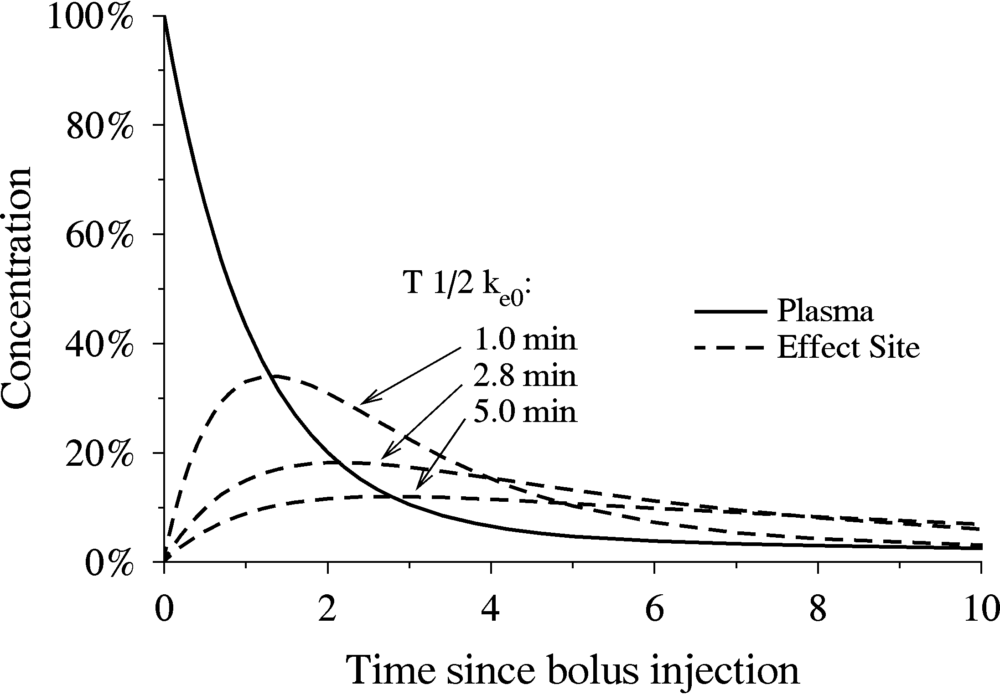 100%
80%
60%
40%
20%
0%
Concentration
T 1/2 ke0:
1.0 min
2.8 min
5.0 min
Plasma
Effect Site
0 2 4 6 8 10
Time since bolus injection